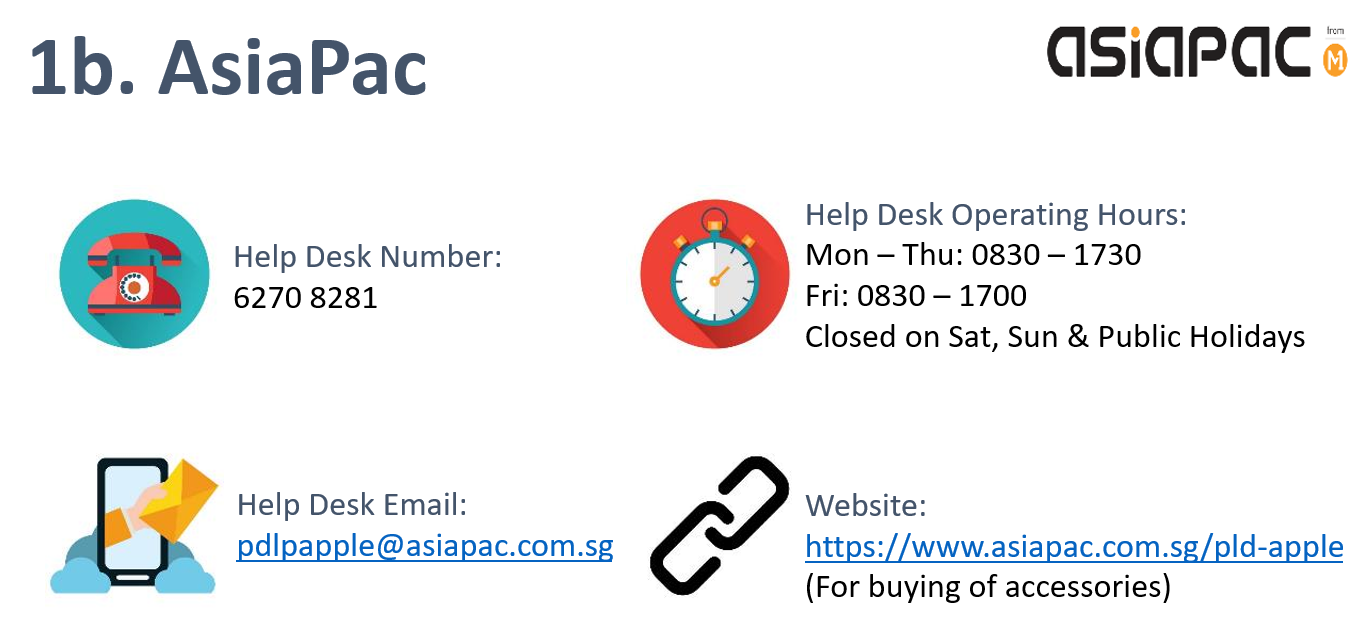 1b. AsiaPac
asiapac
from
M
Help Desk Number:
6270 8281
Help Desk Operating Hours:
Mon – Thu: 0830 – 1730
Fri: 0830 – 1700
Closed on Sat, Sun & Public Holidays
Help Desk Email:
pdlpapple@asiapac.com.sg
Website:
https://www.asiapac.com.sg/pld-apple
(For buying of accessories)